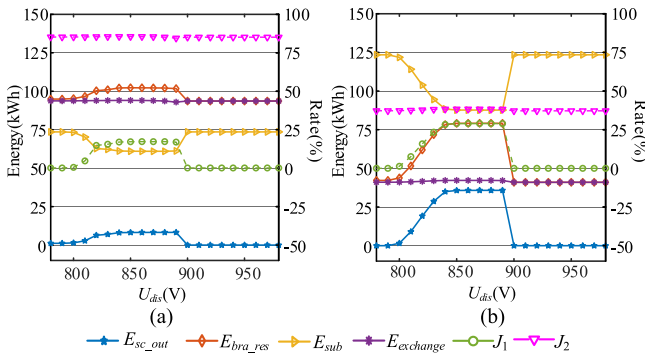 135 100 135 100
125 125
75 75
100 100
50 50
Energy(kWh) 75 25 Rate(%) Energy(kWh) 75 25 Rate(%)
50 0 50 0
-25 -25
25 25
0 -50 0 -50
800 850 900 950 800 850 900 950
U_dis(V) U_dis(V)
(a) (b)
E_sc_out E_bra_res E_sub E_exchange J_1 J_2